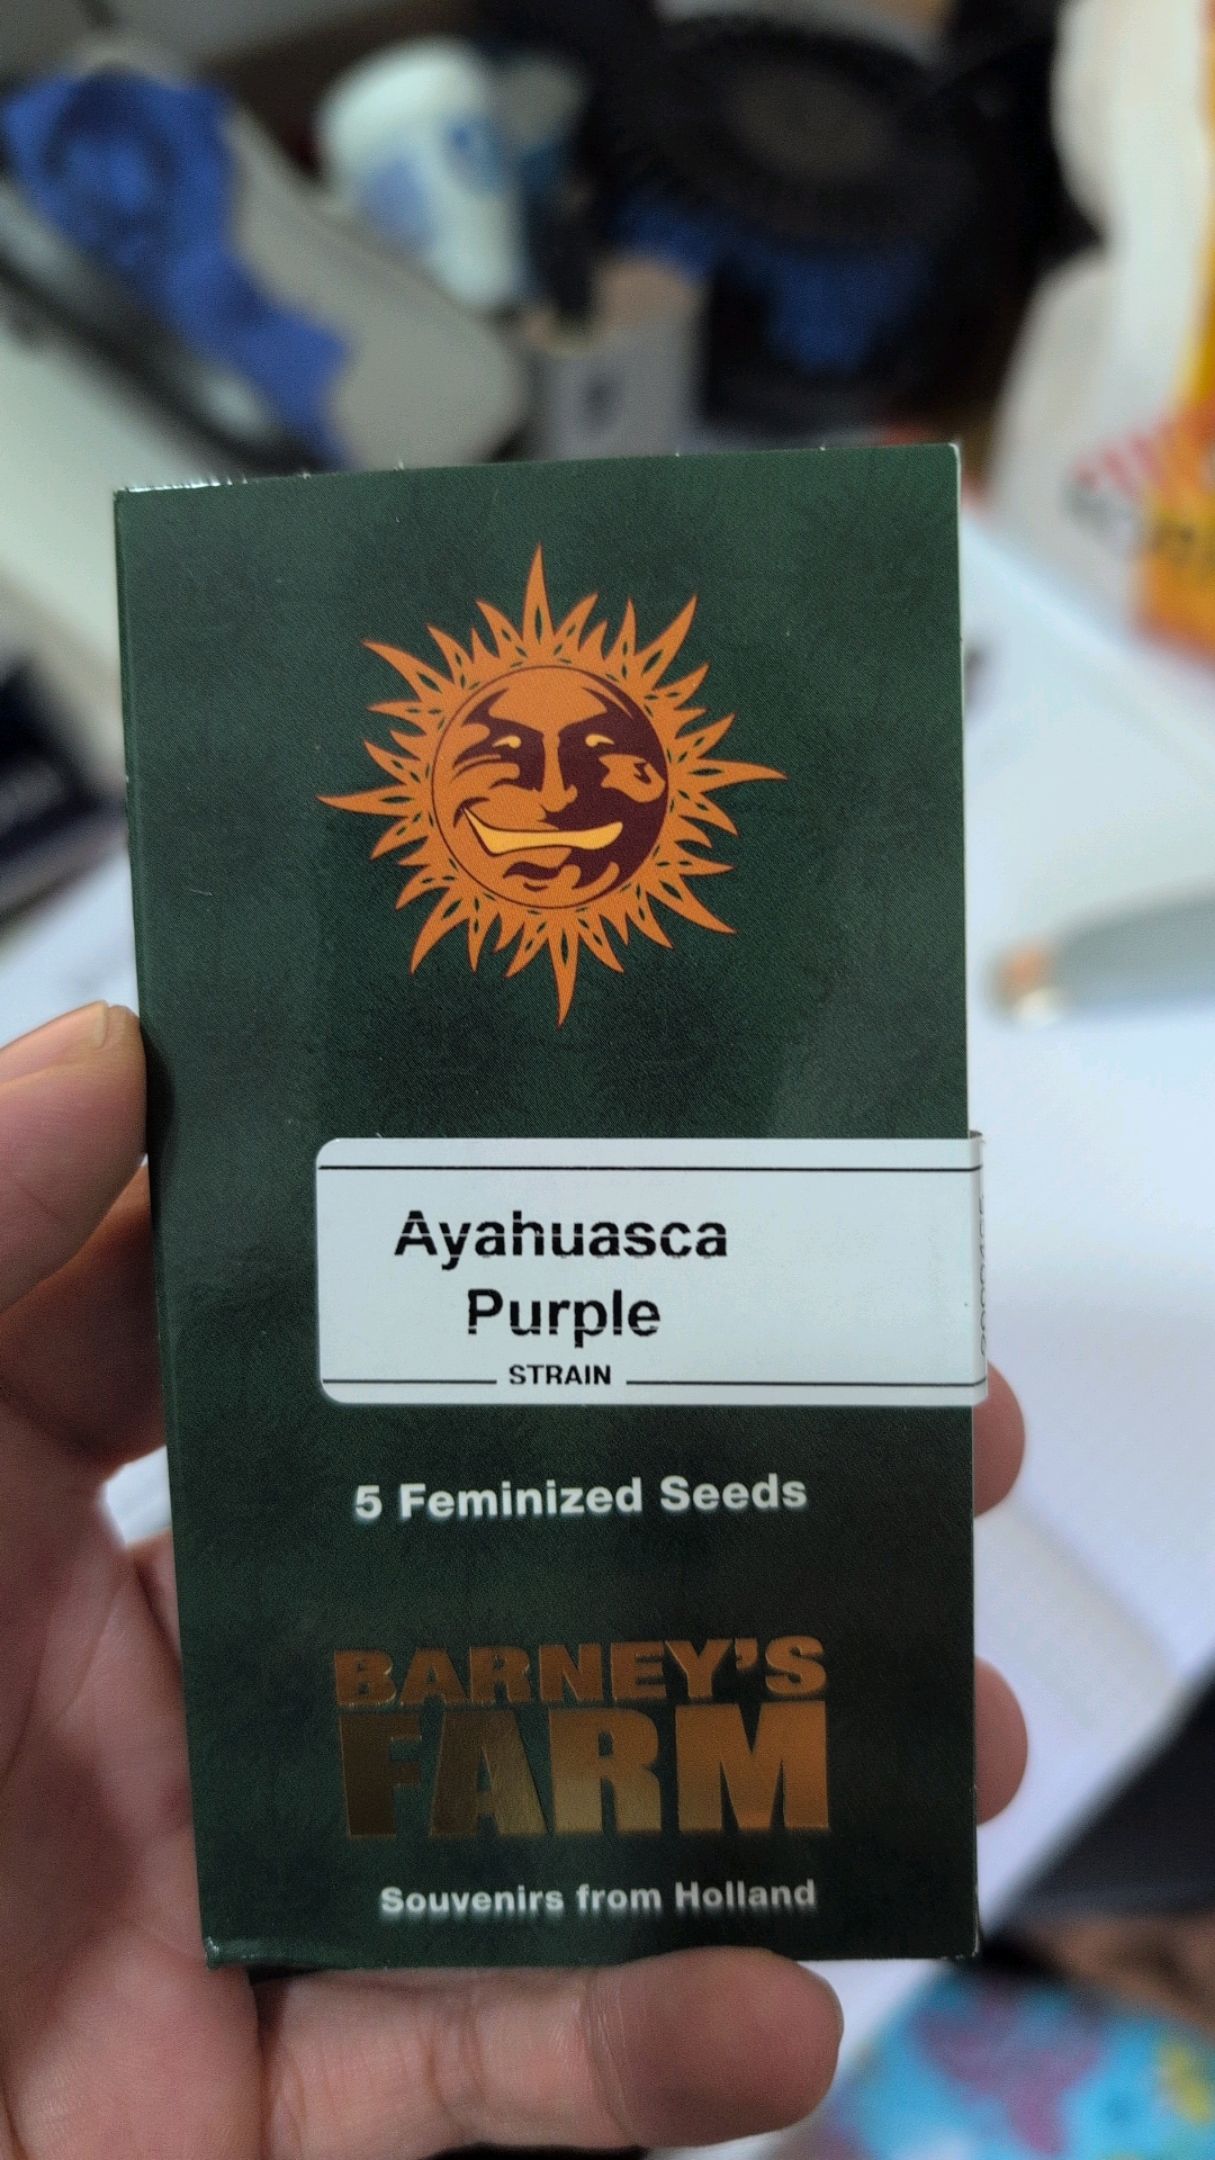 Ayahuasca
Purple
STRAIN
5 Feminized Seeds
BARNEY'S
FARM
Souvenirs from Holland